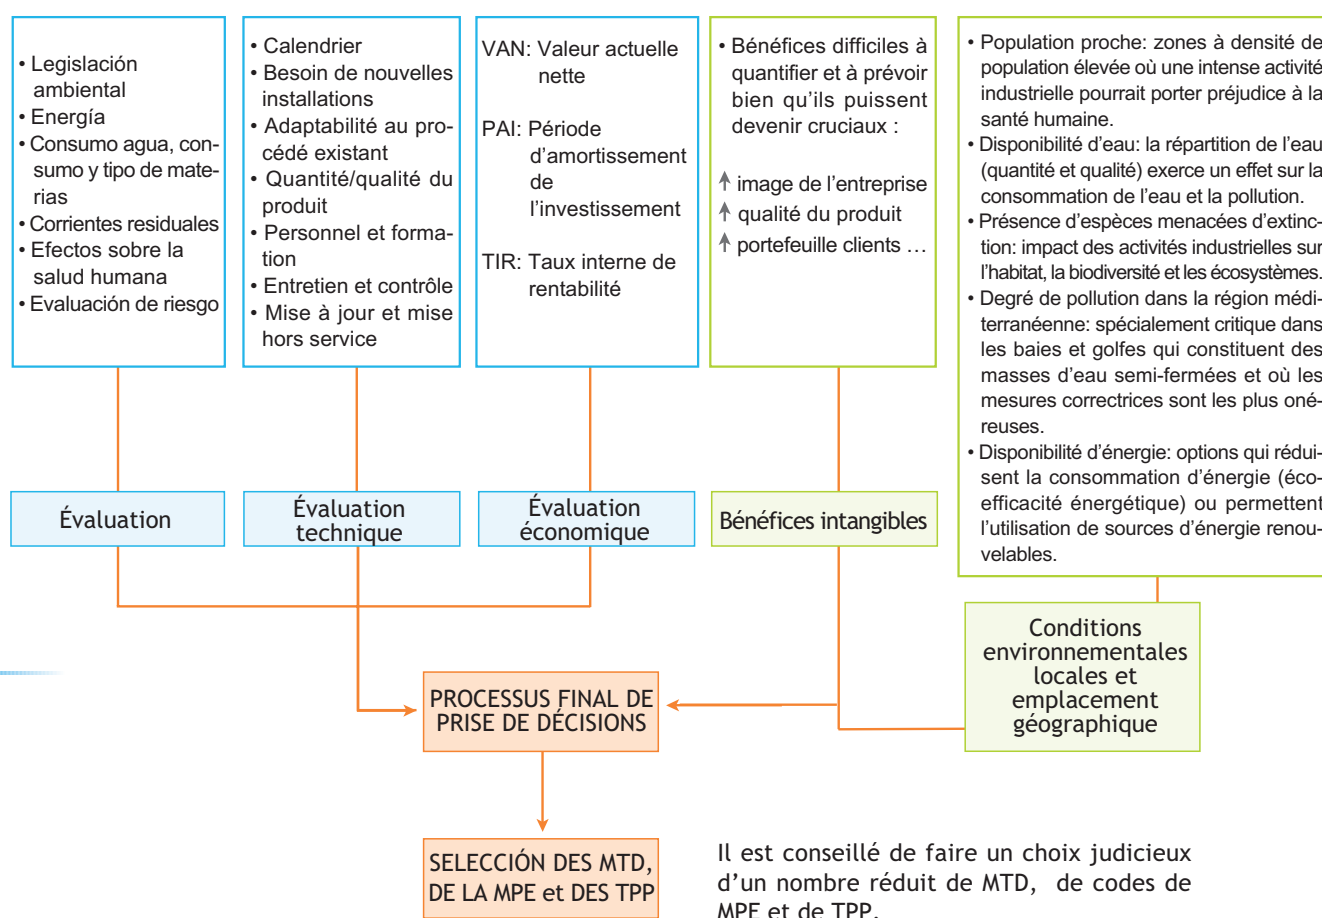 • Legislación
ambiental
• Energía
• Consumo agua, con-
sumo y tipo de mate-
rias
• Corrientes residuales
• Efectos sobre la
salud humana
• Evaluación de riesgo
• Calendrier
• Besoin de nouvelles
installations
• Adaptabilité au pro-
cédé existant
• Quantité/qualité du
produit
• Personnel et forma-
tion
• Entretien et contrôle
• Mise à jour et mise
hors service
VAN: Valeur actuelle
nette
PAI: Période
d’amortissement
de
l’investissement
TIR: Taux interne de
rentabilité
• Bénéfices difficiles à
quantifier et à prévoir
bien qu’ils puissent
devenir cruciaux :
image de l’entreprise
qualité du produit
portefeuille clients …
• Population proche: zones à densité de
population élevée où une intense activité
industrielle pourrait porter préjudice à la
santé humaine.
• Disponibilité d’eau: la répartition de l’eau
(quantité et qualité) exerce un effet sur la
consommation de l’eau et la pollution.
• Présence d’espèces menacées d’extinc-
tion: impact des activités industrielles sur
l’habitat, la biodiversité et les écosystèmes.
• Degré de pollution dans la région médi-
terranéenne: spécialement critique dans
les baies et golfes qui constituent des
masses d’eau semi-fermées et où les
mesures correctrices sont les plus oné-
reuses.
• Disponibilité d’énergie: options qui rédui-
sent la consommation d’énergie (éco-
efficacité énergétique) ou permettent
l’utilisation de sources d’énergie renou-
velables.
Évaluation
Évaluation
technique
Évaluation
économique
Bénéfices intangibles
Conditions
environnementales
locales et
emplacement
géographique
PROCESSUS FINAL DE
PRISE DE DÉCISIONS
SELECCIÓN DES MTD,
DE LA MPE et DES TPP
Il est conseillé de faire un choix judicieux
d’un nombre réduit de MTD, de codes de
MPE et de TPP.